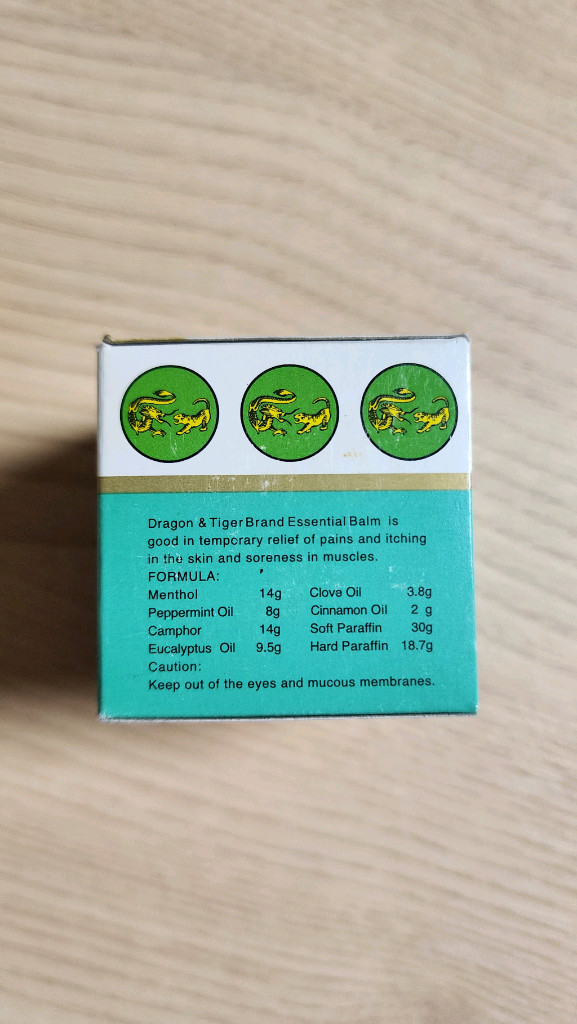 Dragon & Tiger Brand Essential Balm is
good in temporary relief of pains and itching
in the skin and soreness in muscles.
FORMULA:
Menthol 14g Clove Oil 3.8g
Peppermint Oil 8g Cinnamon Oil 2 g
Camphor 14g Soft Paraffin 30g
Eucalyptus Oil 9.5g Hard Paraffin 18.7g
Caution:
Keep out of the eyes and mucous membranes.